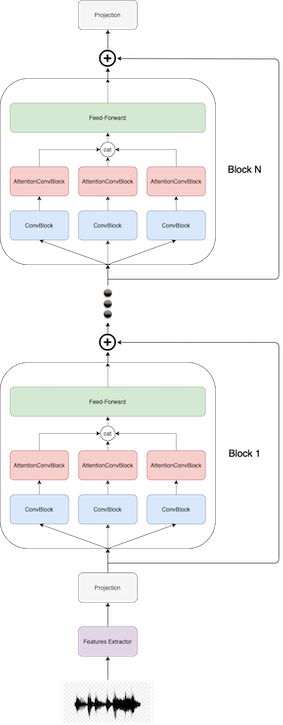 Projection
Feed-Forward
cat
AttentionConvBlock AttentionConvBlock AttentionConvBlock
Block N
ConvBlock ConvBlock ConvBlock
Feed-Forward
cat
Block 1
AttentionConvBlock AttentionConvBlock AttentionConvBlock
ConvBlock ConvBlock ConvBlock
Projection
Features Extractor